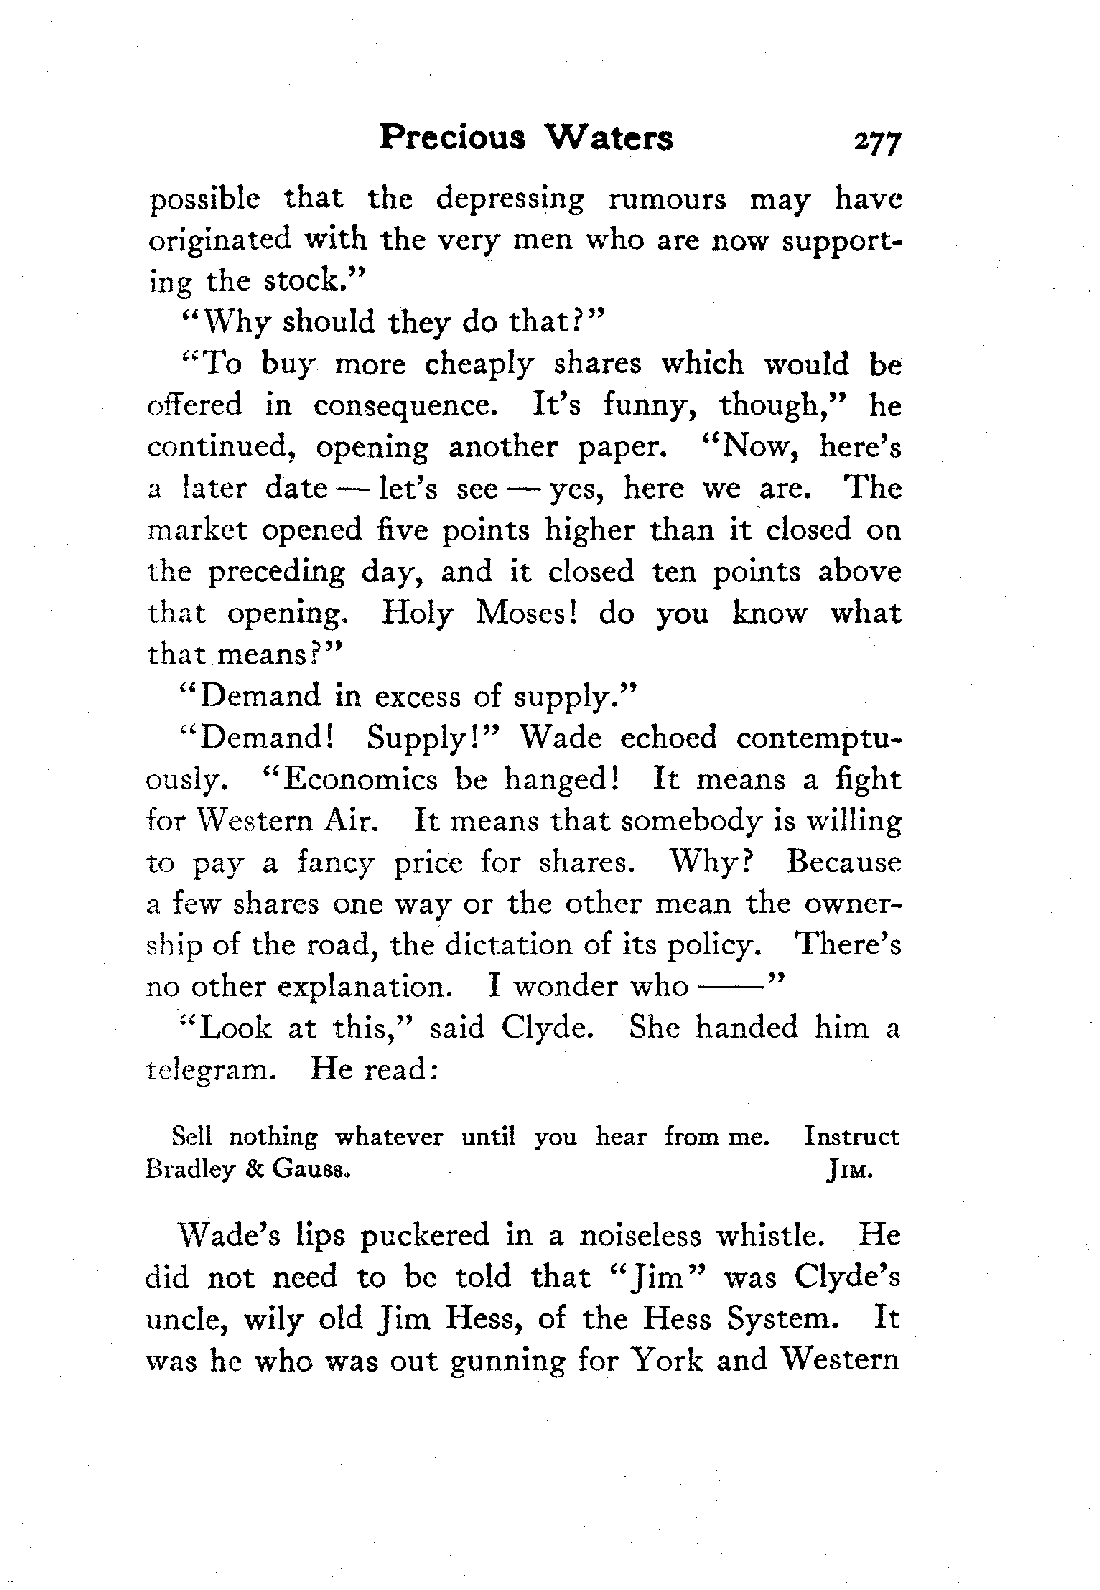 Precious Waters 277
possible that the depressing rumours may have
originated with the very men who are now support-
ing the stock."
"Why should they do that?"
"To buy more cheaply shares which would be
offered in consequence. It's funny, though," he
continued, opening another paper. "Now, here's
a later date — let's see — yes, here we are. The
market opened five points higher than it closed on
the preceding day, and it closed ten points above
that opening. Holy Moses! do you know what
that means?"
"Demand in excess of supply."
"Demand! Supply!" Wade echoed contemptu-
ously. "Economics be hanged! It means a fight
for Western Air. It means that somebody is willing
to pay a fancy price for shares. Why? Because
a few shares one way or the other mean the owner-
ship of the road, the dictation of its policy. There's
no other explanation. I wonder who ——"
"Look at this," said Clyde. She handed him a
telegram. He read:
Sell nothing whatever until you hear from me. Instruct
Bradley & Gauss. JIM.
Wade's lips puckered in a noiseless whistle. He
did not need to be told that "Jim" was Clyde's
uncle, wily old Jim Hess, of the Hess System. It
was he who was out gunning for York and Western